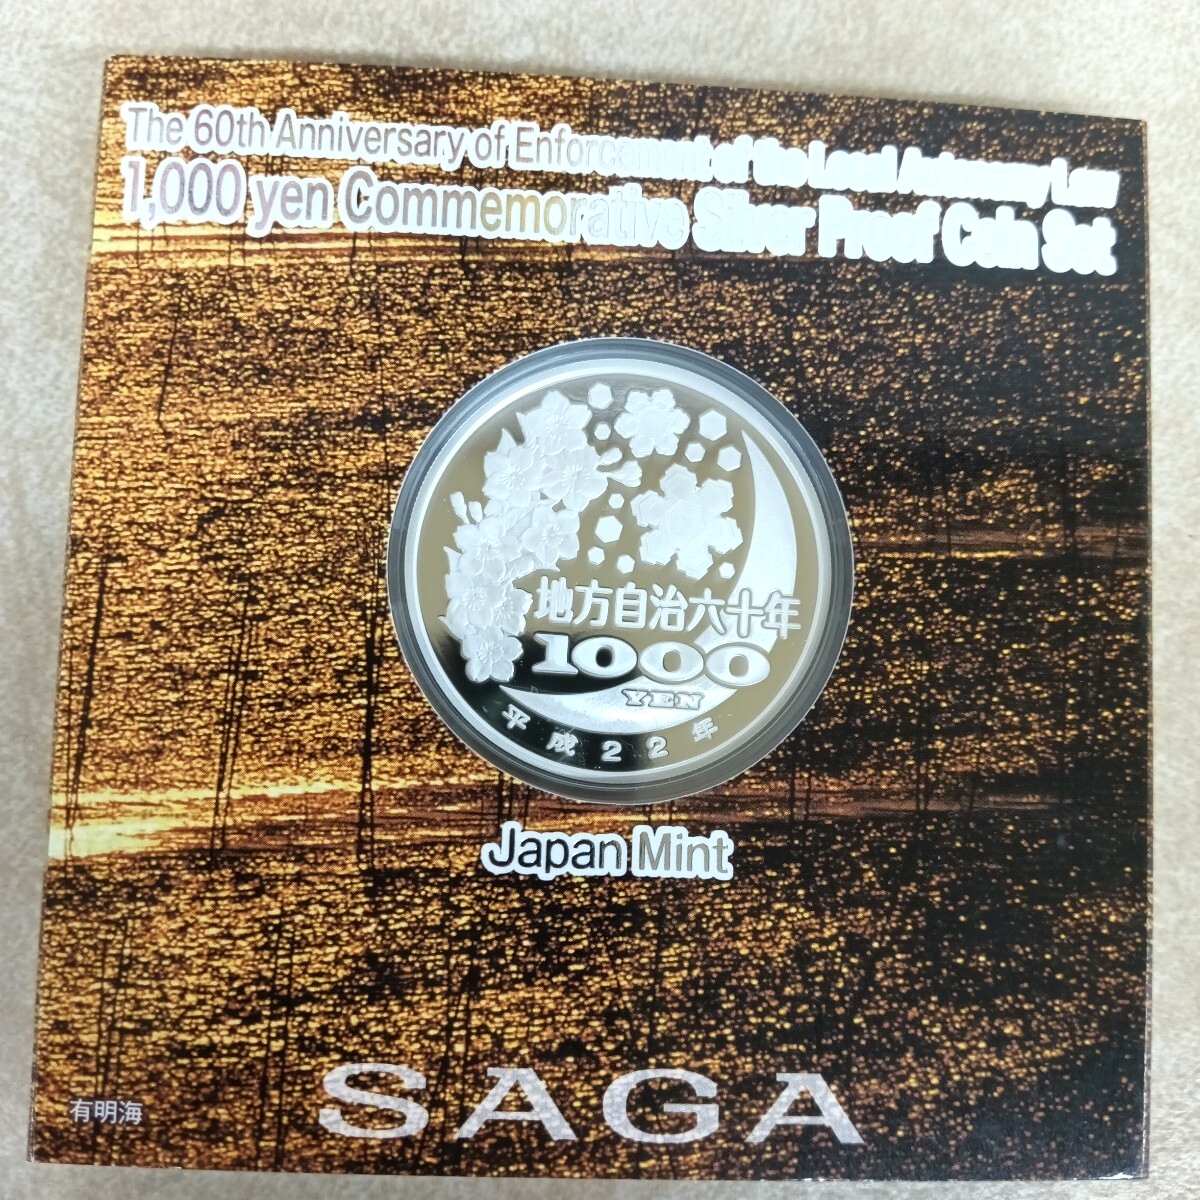 The 60th Anniversary of Enforcement of the Local Autonomy Law
1,000 yen Commemorative Silver Proof Coin Set
地方自治六十年
1000
YEN
平成22年
Japan Mint
SAGA
有明海